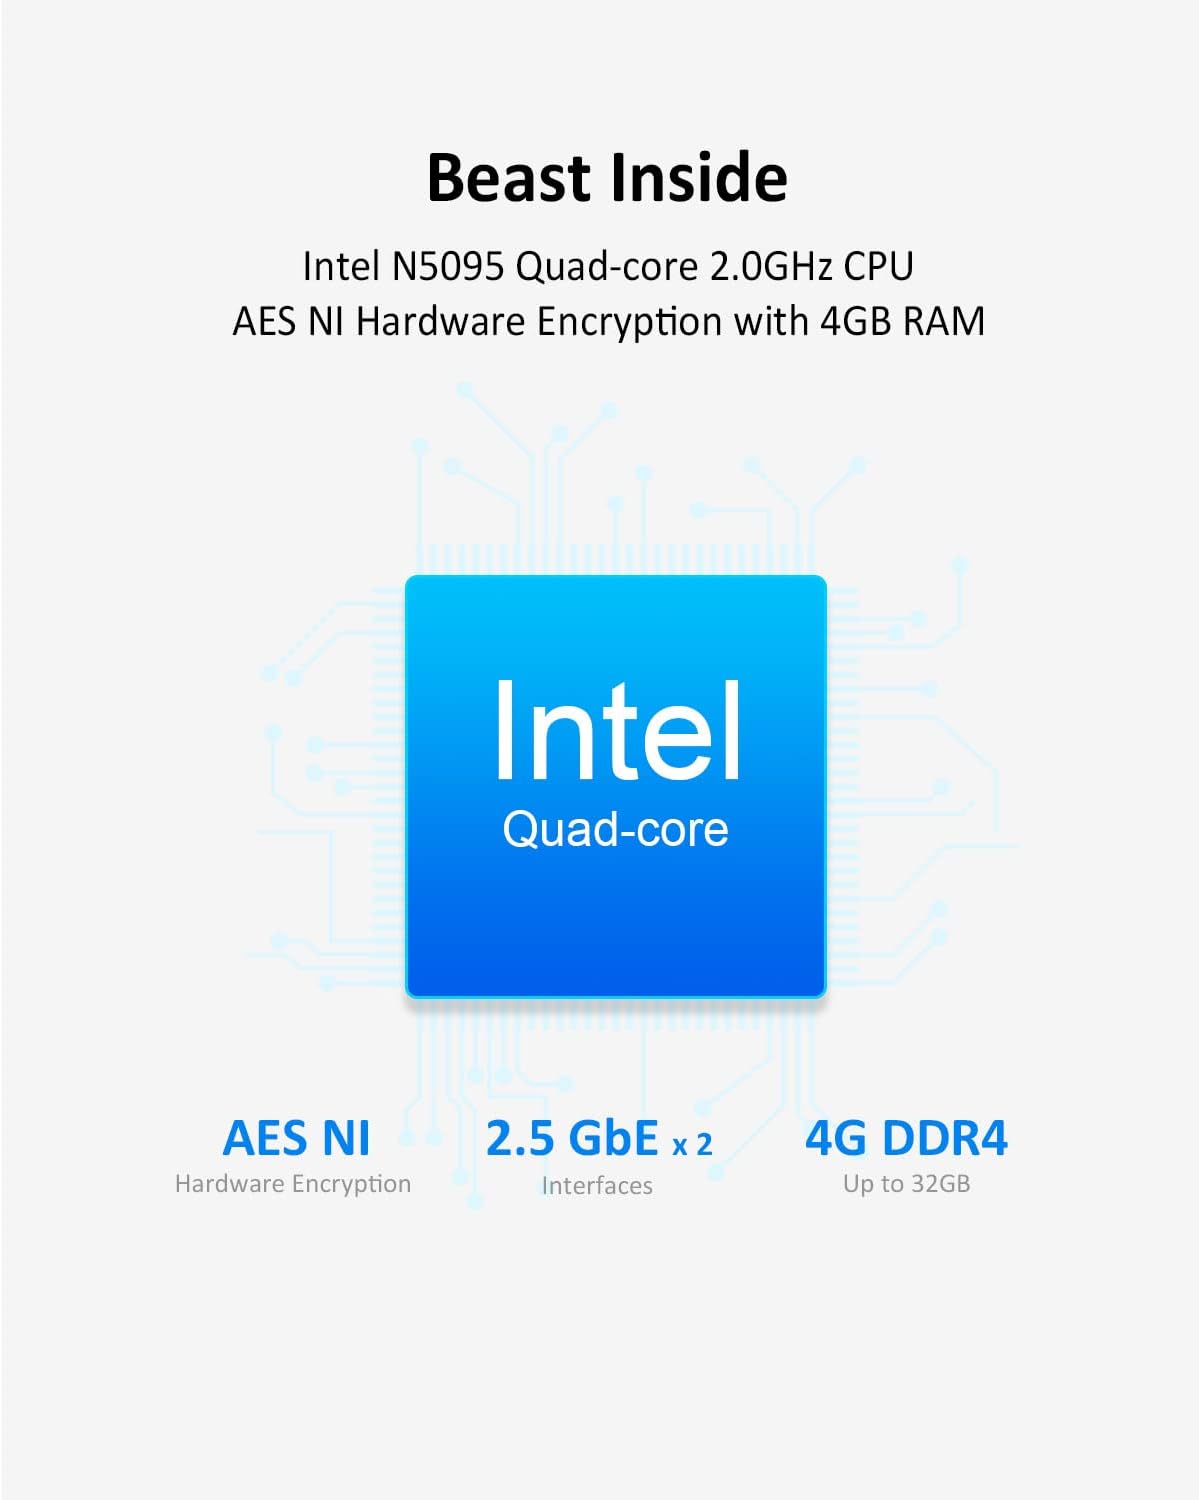 Beast Inside
Intel N5095 Quad-core 2.0GHz CPU
AES NI Hardware Encryption with 4GB RAM
Intel
Quad-core
AES NI
Hardware Encryption
2.5 GbE x 2
Interfaces
4G DDR4
Up to 32GB